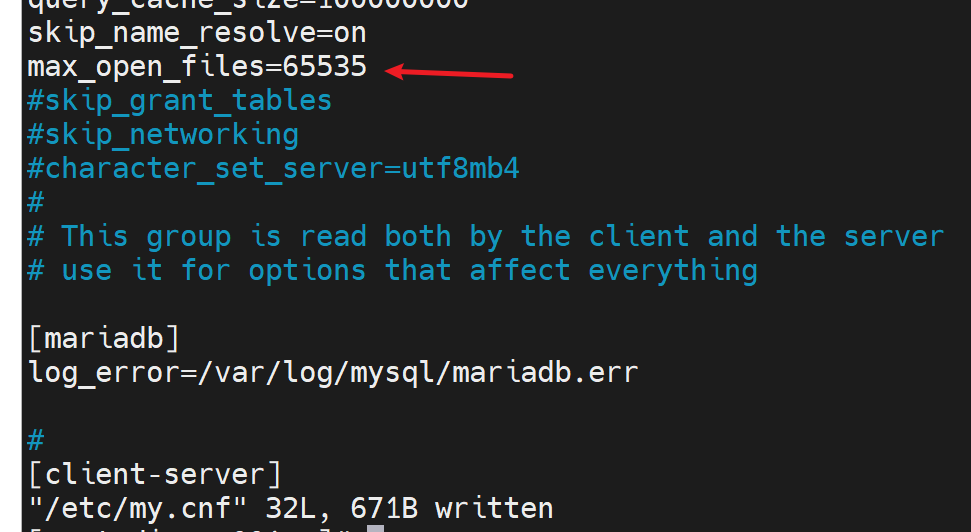 query_cache_size=100000000
skip_name_resolve=on
max_open_files=65535
#skip_grant_tables
#skip_networking
#character_set_server=utf8mb4
#
# This group is read both by the client and the server
# use it for options that affect everything
[mariadb]
log_error=/var/log/mysql/mariadb.err
#
[client-server]
"/etc/my.cnf" 32L, 671B written